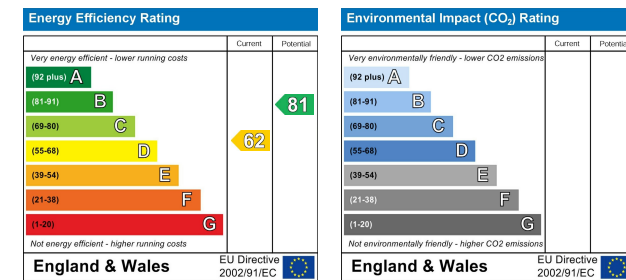 Energy Efficiency Rating
Current Potential
Very energy efficient - lower running costs
(92 plus) A
(81-91) B
(69-80) C
(55-68) D
(39-54) E
(21-38) F
(1-20) G
62
81
Not energy efficient - higher running costs
England & Wales
EU Directive
2002/91/EC
Environmental Impact (CO2) Rating
Current Potential
Very environmentally friendly - lower CO2 emissions
(92 plus) A
(81-91) B
(69-80) C
(55-68) D
(39-54) E
(21-38) F
(1-20) G
Not environmentally friendly - higher CO2 emissions
England & Wales
EU Directive
2002/91/EC